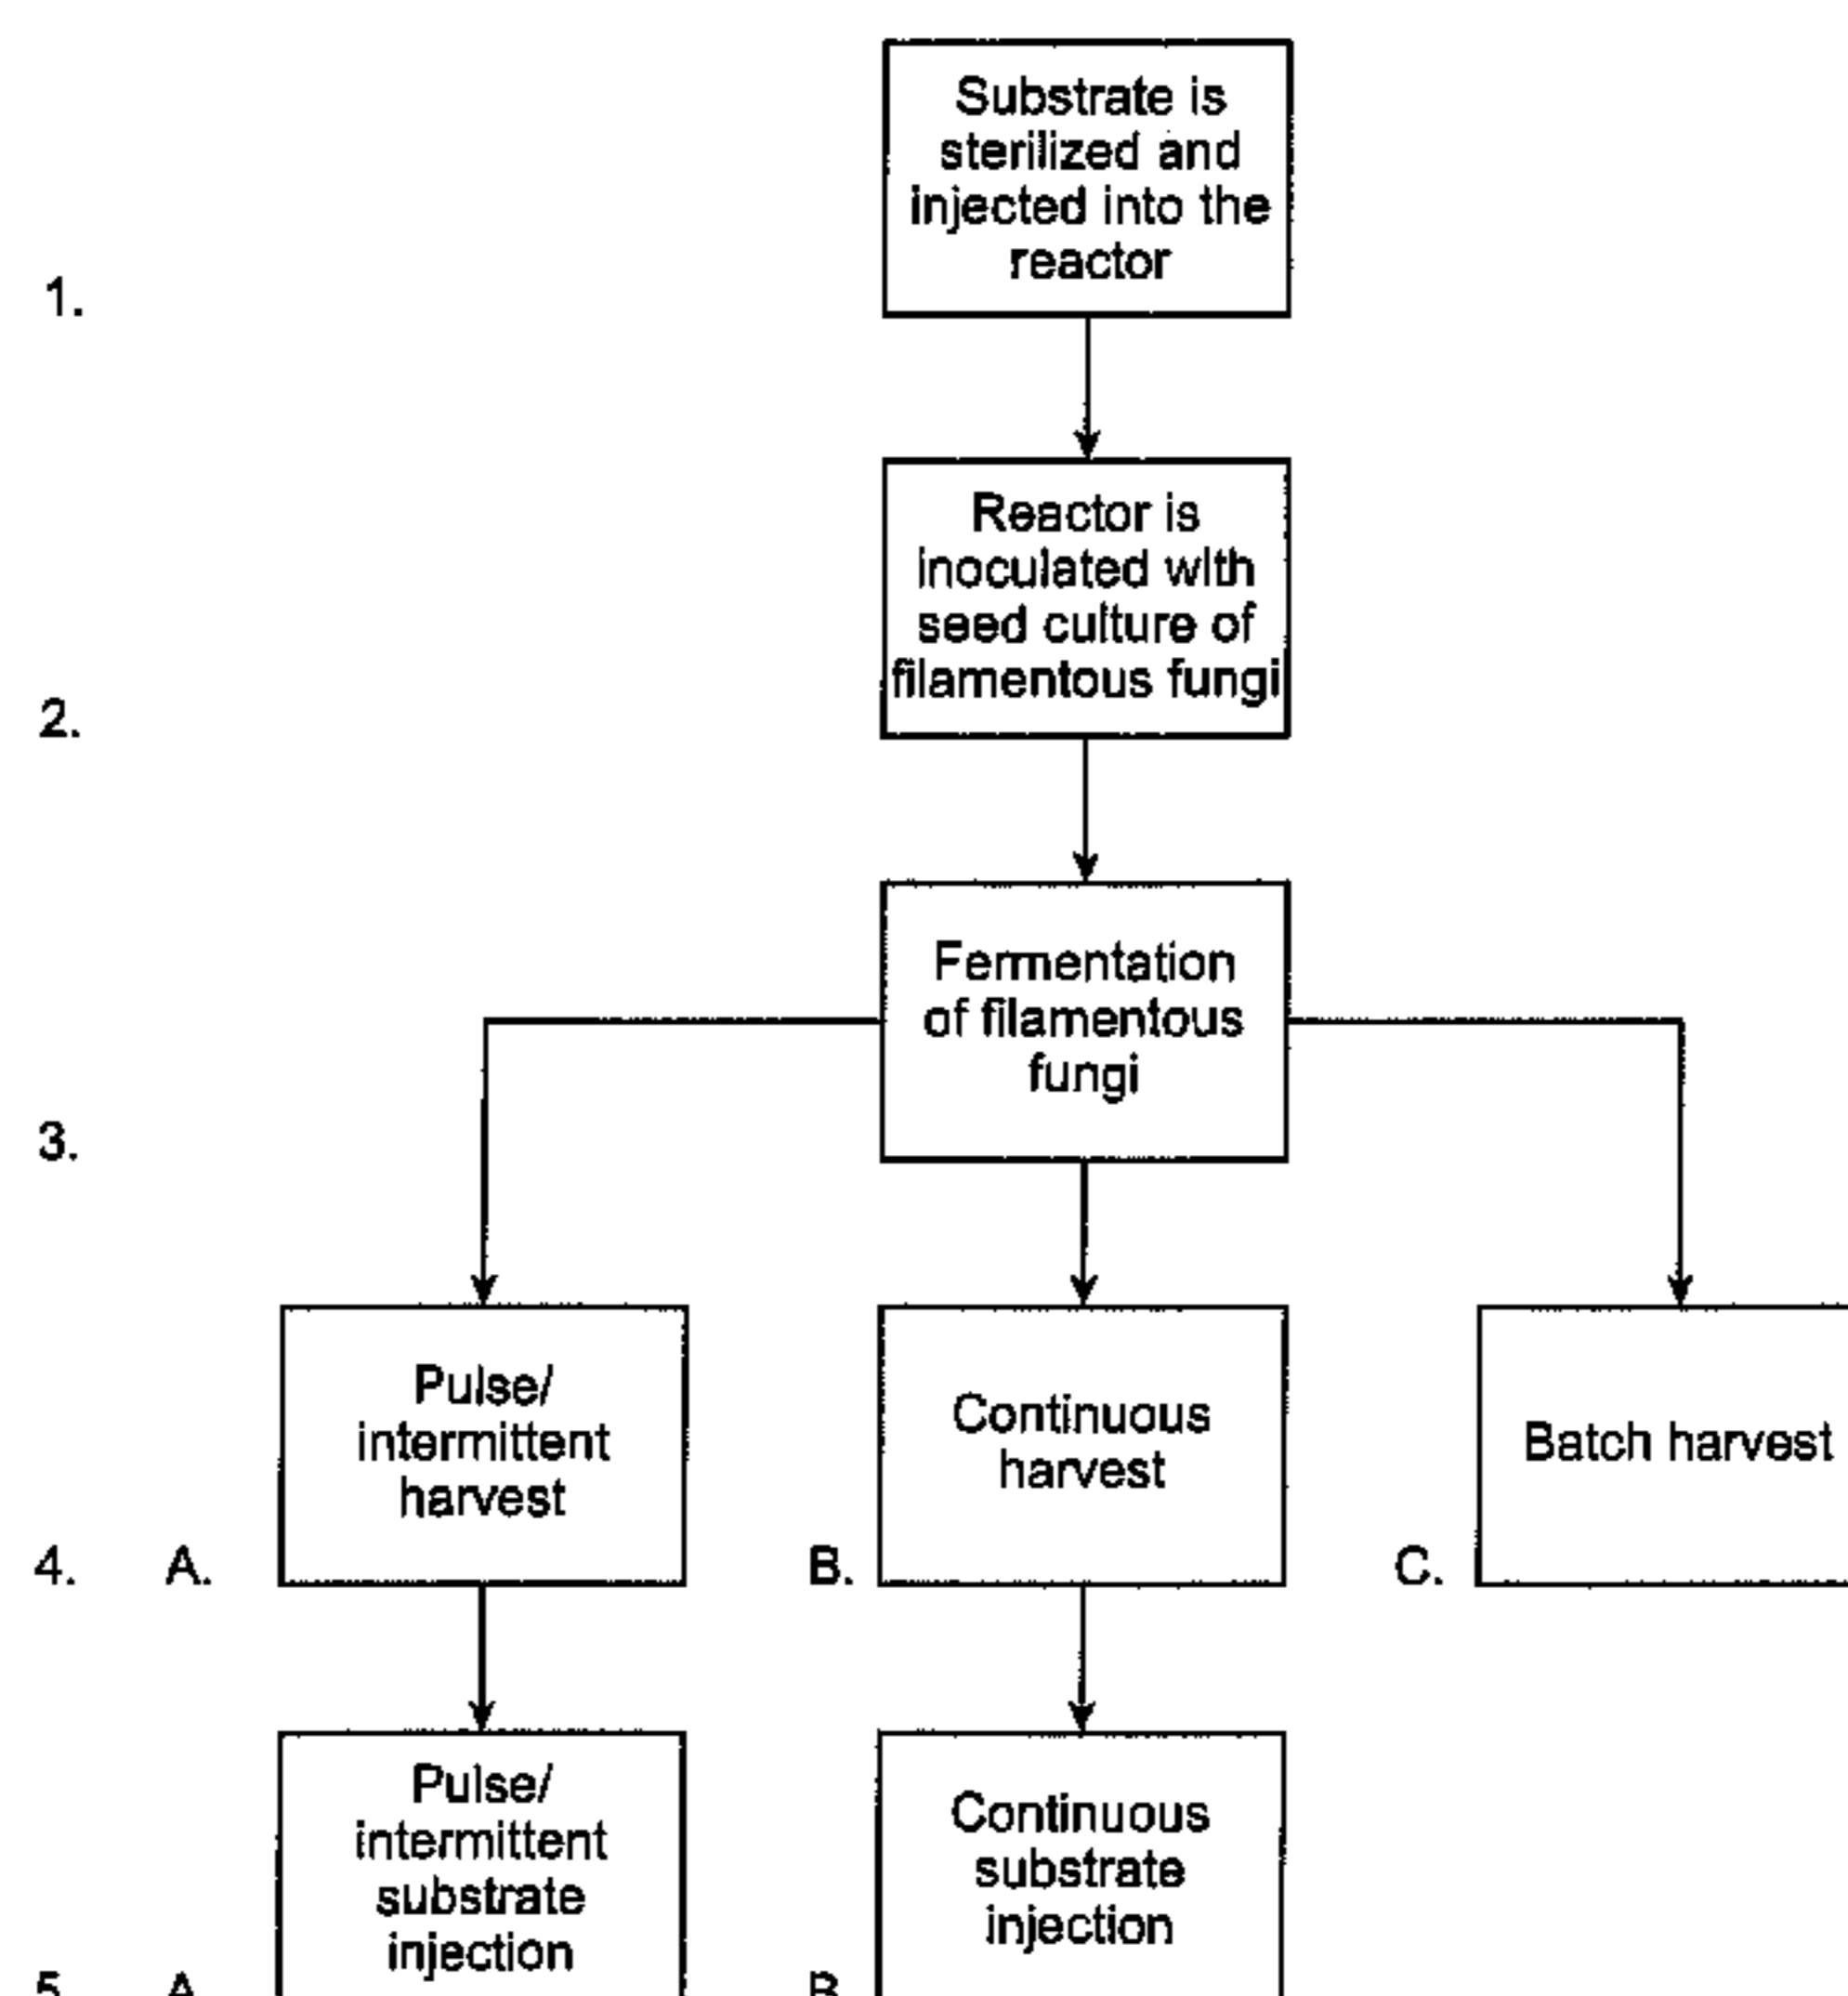 Substrate is
sterilized and
injected into the
reactor
1.
Reactor is
inoculated with
seed culture of
filamentous fungi
2.
Fermentation
of filamentous
fungi
3.
Pulse/
intermittent
harvest
Continuous
harvest
Batch harvest
4.
A.
B.
C.
Pulse/
intermittent
substrate
injection
Continuous
substrate
injection
5
A
B